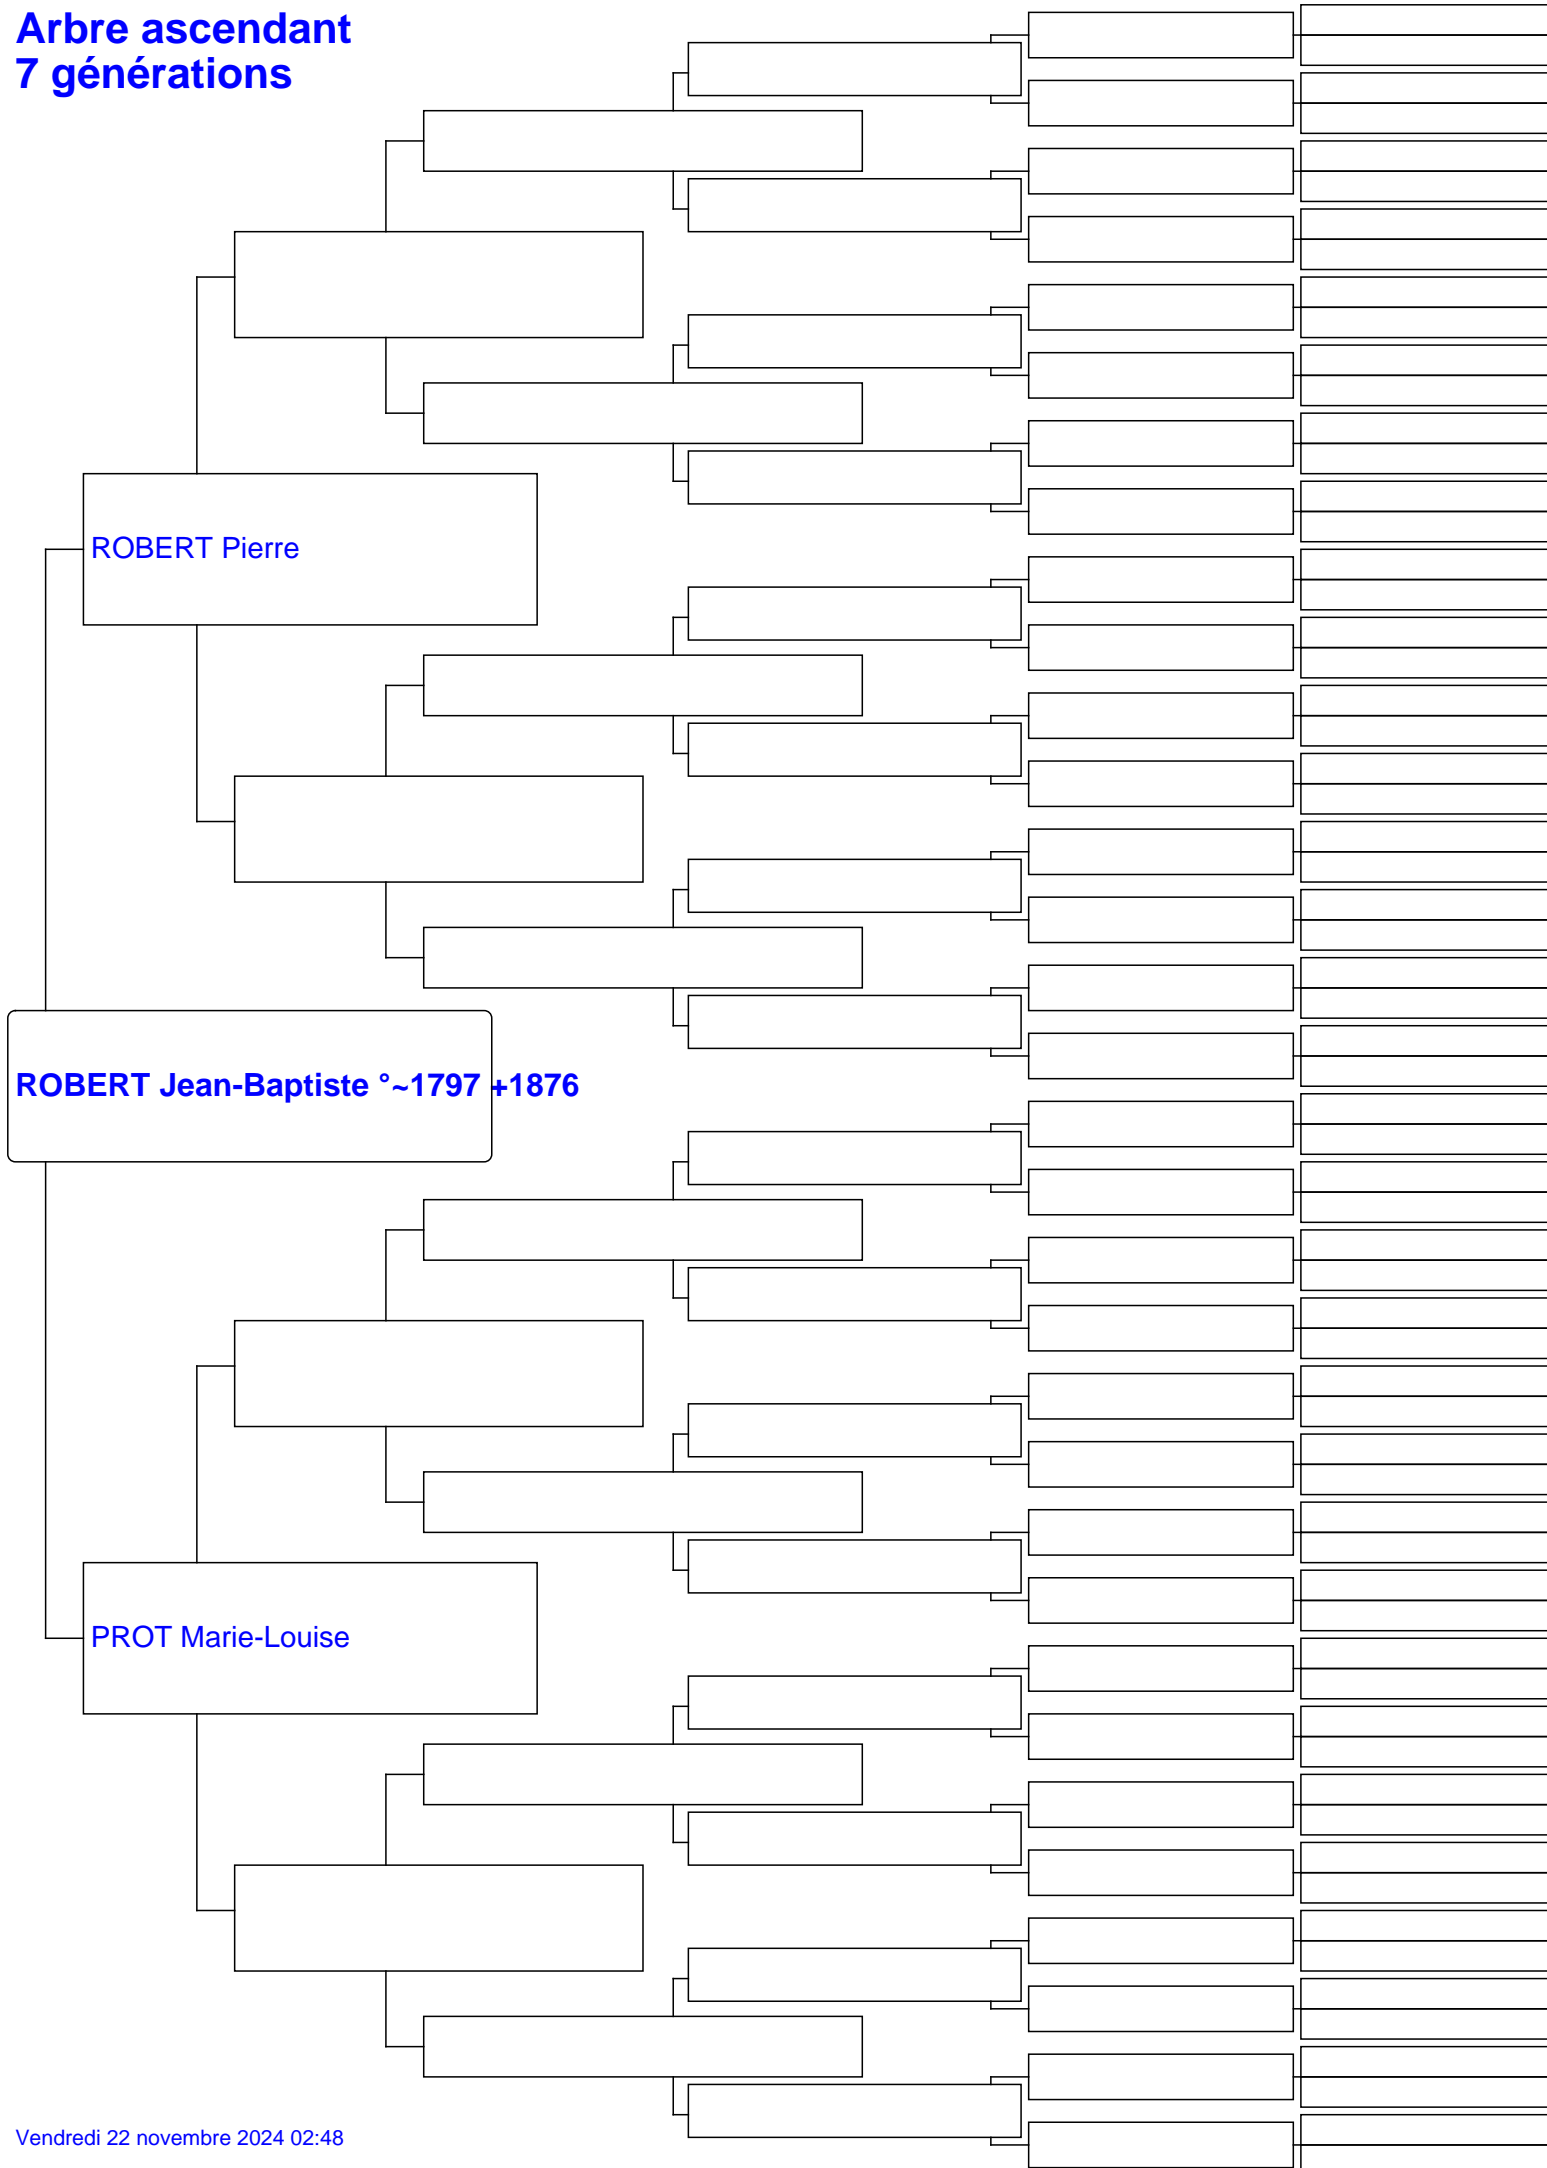 Arbre ascendant
7 générations
ROBERT Pierre
ROBERT Jean-Baptiste °~1797 +1876
PROT Marie-Louise
Vendredi 22 novembre 2024 02:48